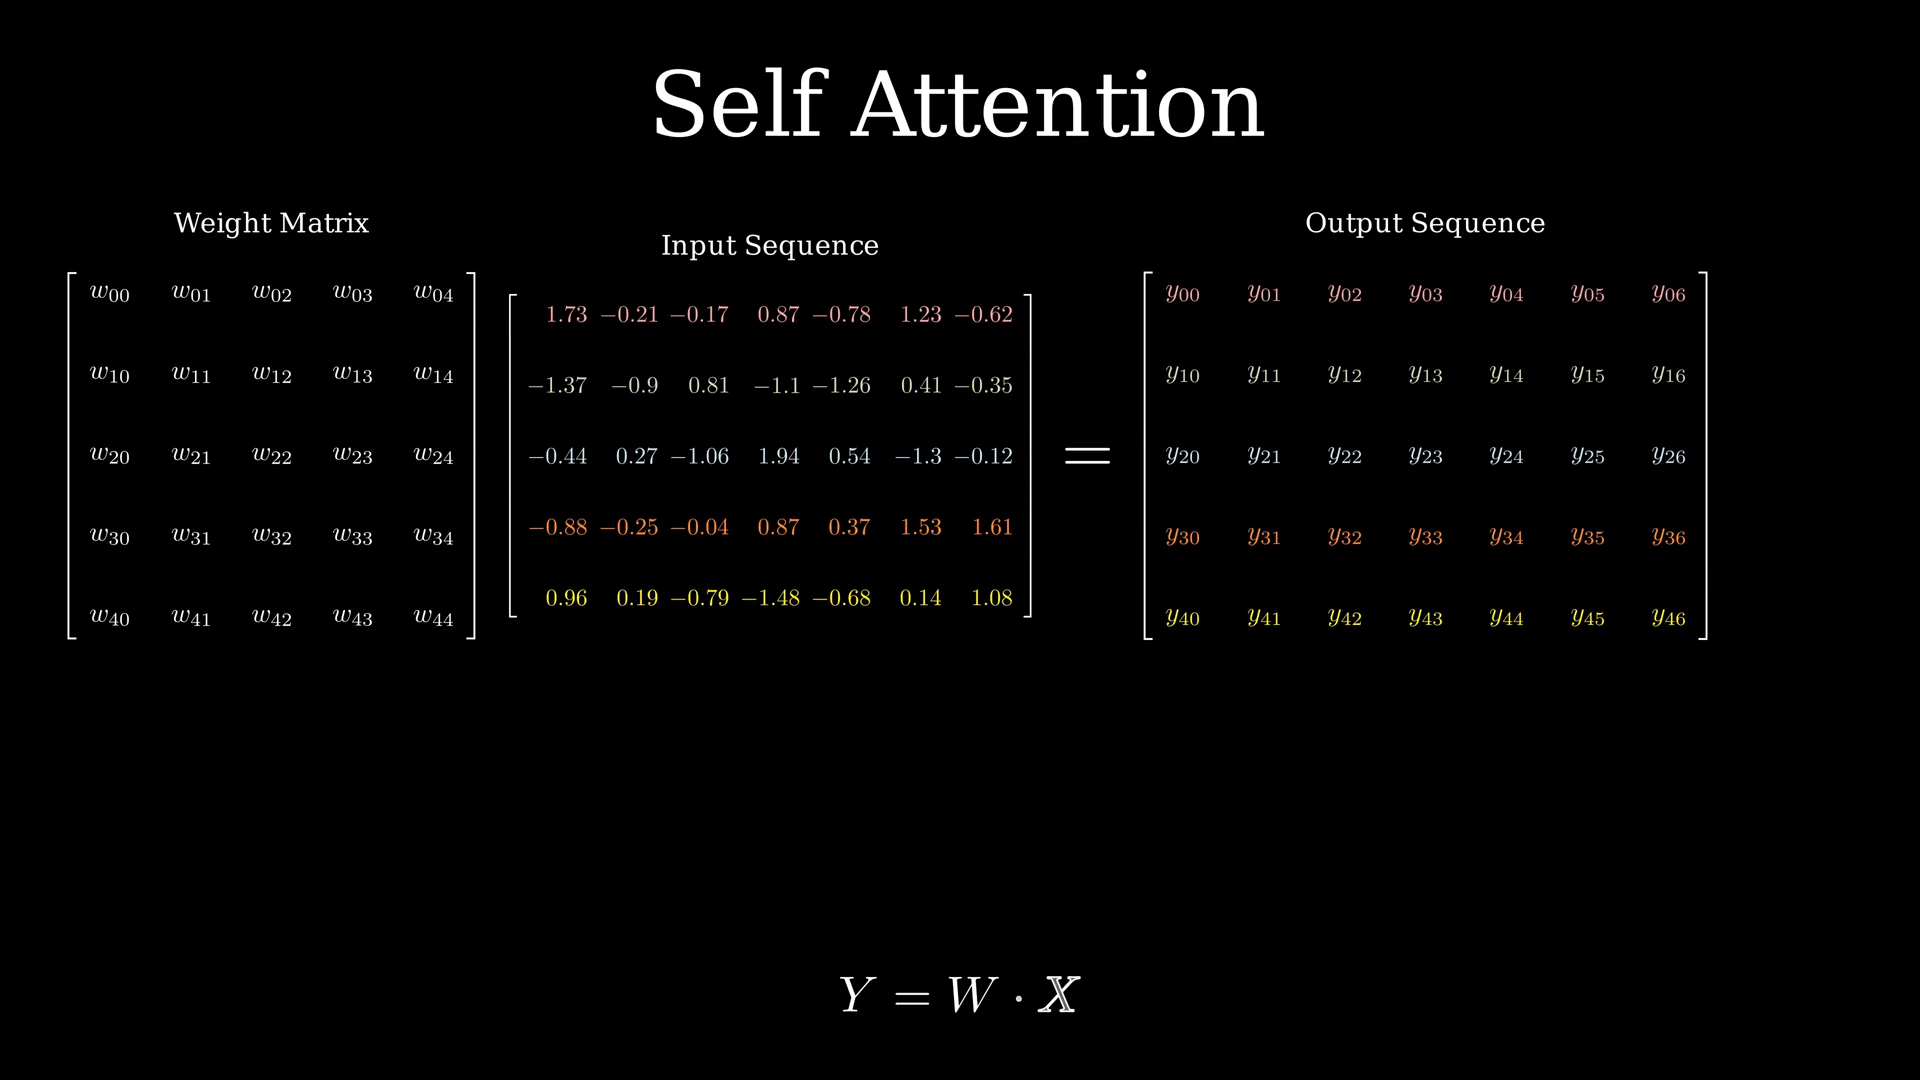 Self Attention
Weight Matrix
Input Sequence
Output Sequence
w00 w01 w02 w03 w04
w10 w11 w12 w13 w14
w20 w21 w22 w23 w24
w30 w31 w32 w33 w34
w40 w41 w42 w43 w44
1.73 −0.21 −0.17 0.87 −0.78 1.23 −0.62
−1.37 −0.9 0.81 −1.1 −1.26 0.41 −0.35
−0.44 0.27 −1.06 1.94 0.54 −1.3 −0.12
−0.88 −0.25 −0.04 0.87 0.37 1.53 1.61
0.96 0.19 −0.79 −1.48 −0.68 0.14 1.08
=
y00 y01 y02 y03 y04 y05 y06
y10 y11 y12 y13 y14 y15 y16
y20 y21 y22 y23 y24 y25 y26
y30 y31 y32 y33 y34 y35 y36
y40 y41 y42 y43 y44 y45 y46
Y = W · X